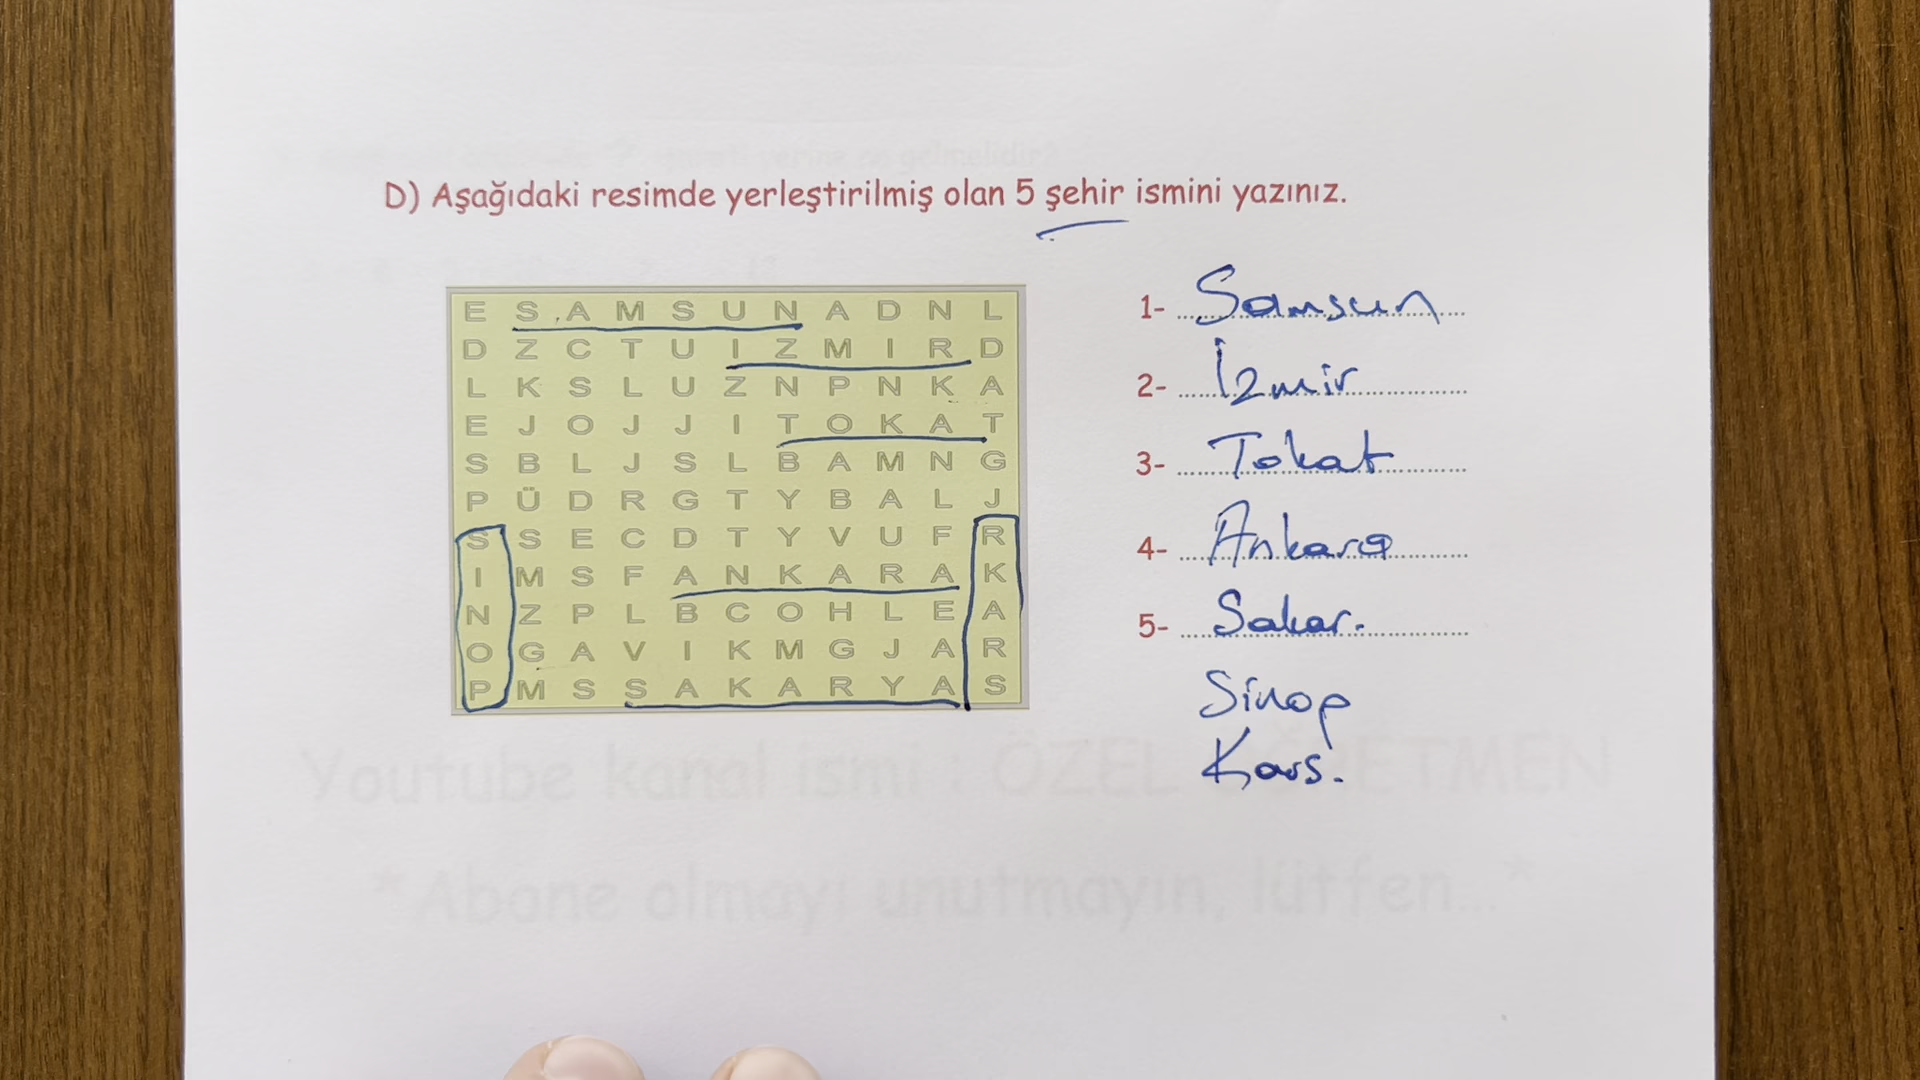 D) Aşağıdaki resimde yerleştirilmiş olan 5 şehir ismini yazınız.
E S A M S U N A D N L
D Z C T U I Z M I R D
L K S L U Z N P N K A
E J O J J I T O K A T
S B L J S L B A M N G
P Ü D R G T Y B A L J
S S E C D T Y V U F R
I M S F A N K A R A K
N Z P L B C O H L E A
O G A V I K M G J A R
P M S S A K A R Y A S
1- Samsun
2- İzmir
3- Tokat
4- Ankara
5- Sakar.
Sinop
Kars.
Youtube kanal ismi : ÖZEL ÖĞRETMEN
*Abone olmayı unutmayın, lütfen...*